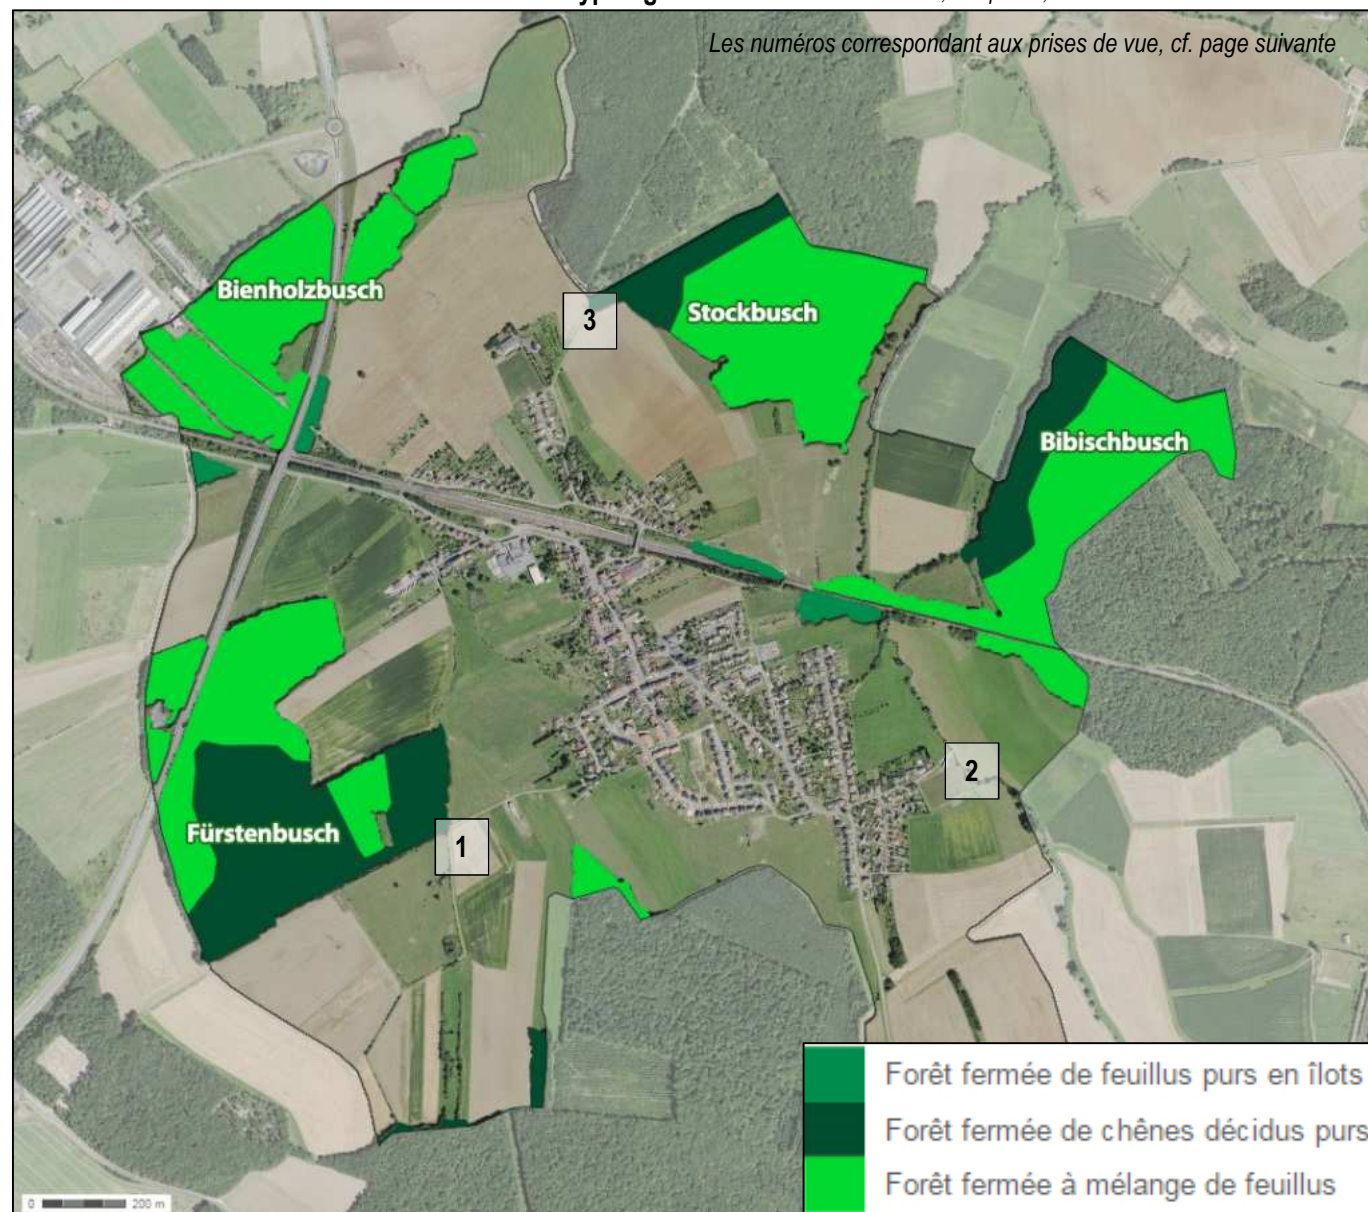 Les numéros correspondant aux prises de vue, cf. page suivante
Bienholzbusch
3
Stockbusch
Bibischbusch
2
Fürstenbusch
1
Forêt fermée de feuillus purs en îlots
Forêt fermée de chênes décidus purs
Forêt fermée à mélange de feuillus
0 200 m